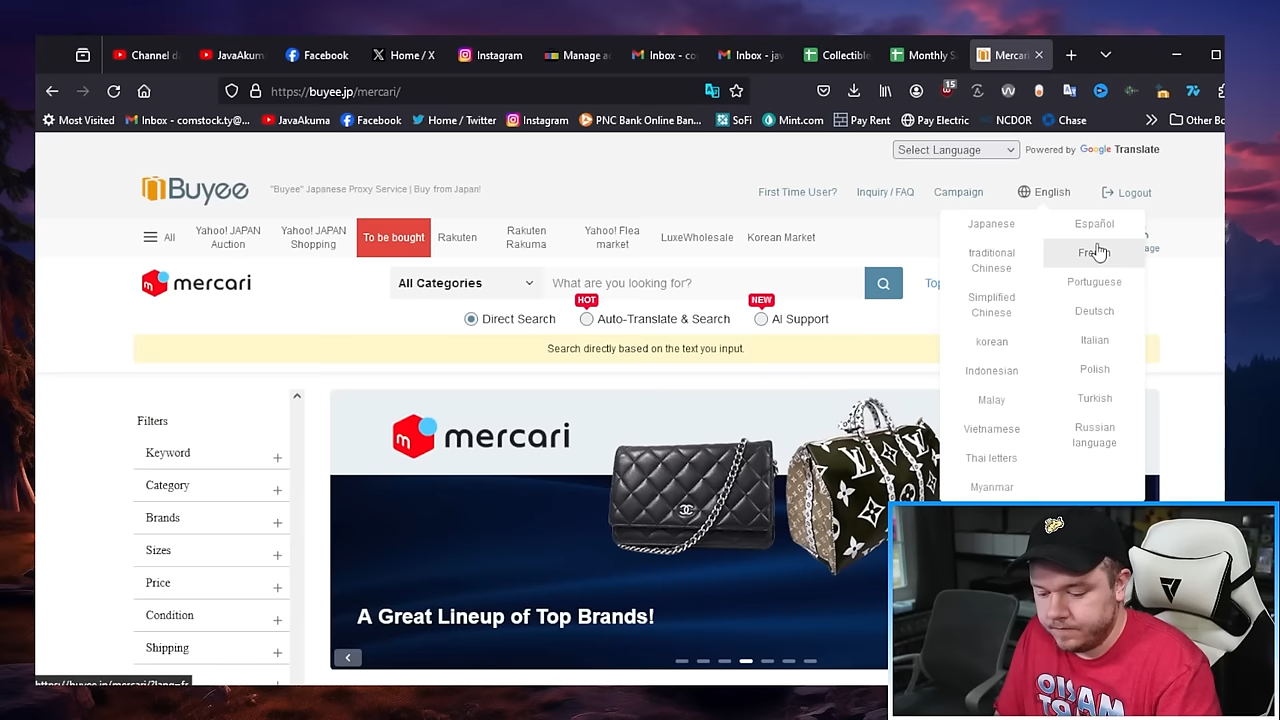 Channel d
JavaAkum
Facebook
Home / X
Instagram
Manage a
Inbox - co
Inbox - ja
Collectible
Monthly S
Mercar
https://buyee.jp/mercari/
15
Most Visited
Inbox - comstock.ty@...
JavaAkuma
Facebook
Home / Twitter
Instagram
PNC Bank Online Ban...
SoFi
Mint.com
Pay Rent
Pay Electric
NCDOR
Chase
Other Bo
Select Language
Powered by Google Translate
Buyee
"Buyee" Japanese Proxy Service | Buy from Japan!
First Time User?
Inquiry / FAQ
Campaign
English
Logout
All
Yahoo! JAPAN
Auction
Yahoo! JAPAN
Shopping
To be bought
Rakuten
Rakuten
Rakuma
Yahoo! Flea
market
LuxeWholesale
Korean Market
Japanese
traditional
Chinese
Simplified
Chinese
korean
Indonesian
Malay
Vietnamese
Thai letters
Myanmar
Español
Portuguese
Deutsch
Italian
Polish
Turkish
Russian
language
mercari
All Categories
What are you looking for?
Top
HOT
NEW
Direct Search
Auto-Translate & Search
AI Support
Search directly based on the text you input.
Filters
Keyword
Category
Brands
Sizes
Price
Condition
Shipping
mercari
A Great Lineup of Top Brands!